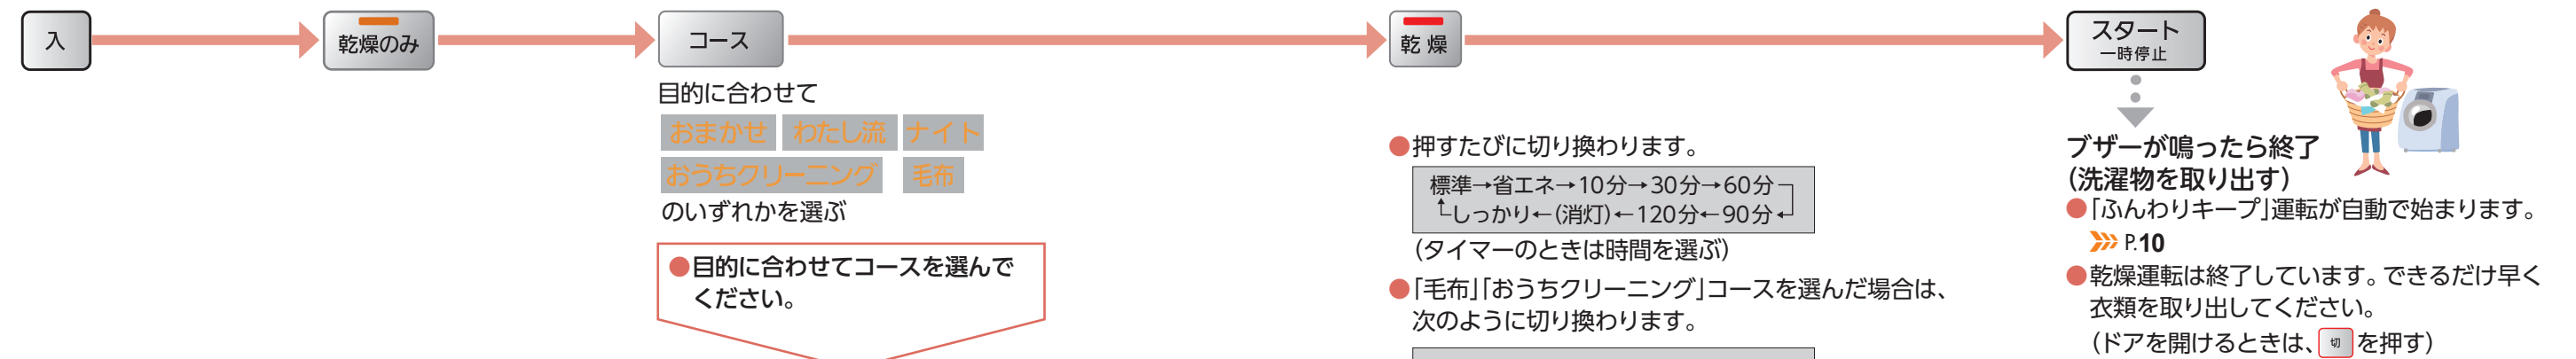 入
乾燥のみ
コース
目的に合わせて
おまかせ わたし流 ナイト
おうちクリーニング 毛布
のいずれかを選ぶ
●目的に合わせてコースを選んで
ください。
乾 燥
●押すたびに切り換わります。
標準→省エネ→10分→30分→60分
しっかり←(消灯)←120分←90分
(タイマーのときは時間を選ぶ)
●「毛布」「おうちクリーニング」コースを選んだ場合は、
次のように切り換わります。
スタート
一時停止
ブザーが鳴ったら終了
(洗濯物を取り出す)
●「ふんわりキープ」運転が自動で始まります。
P.10
●乾燥運転は終了しています。できるだけ早く
衣類を取り出してください。
(ドアを開けるときは、切を押す)